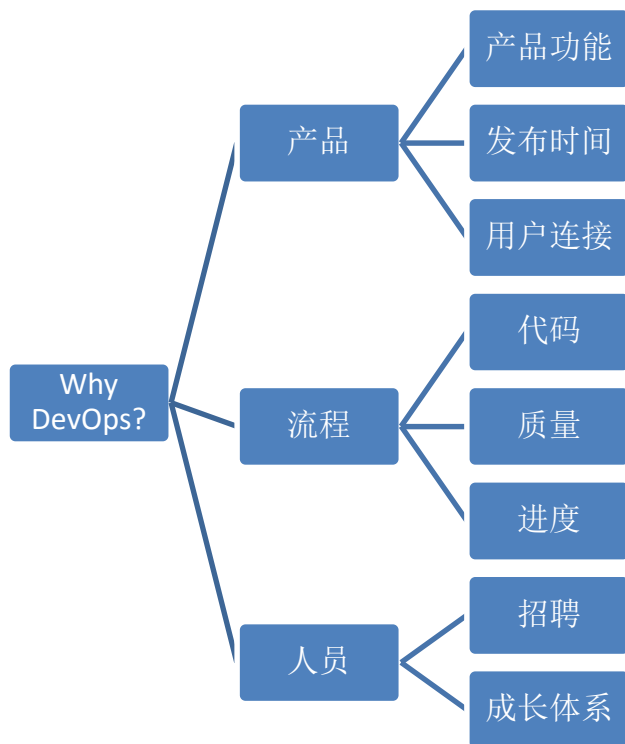 Why
DevOps?
产品
产品功能
发布时间
用户连接
流程
代码
质量
进度
人员
招聘
成长体系